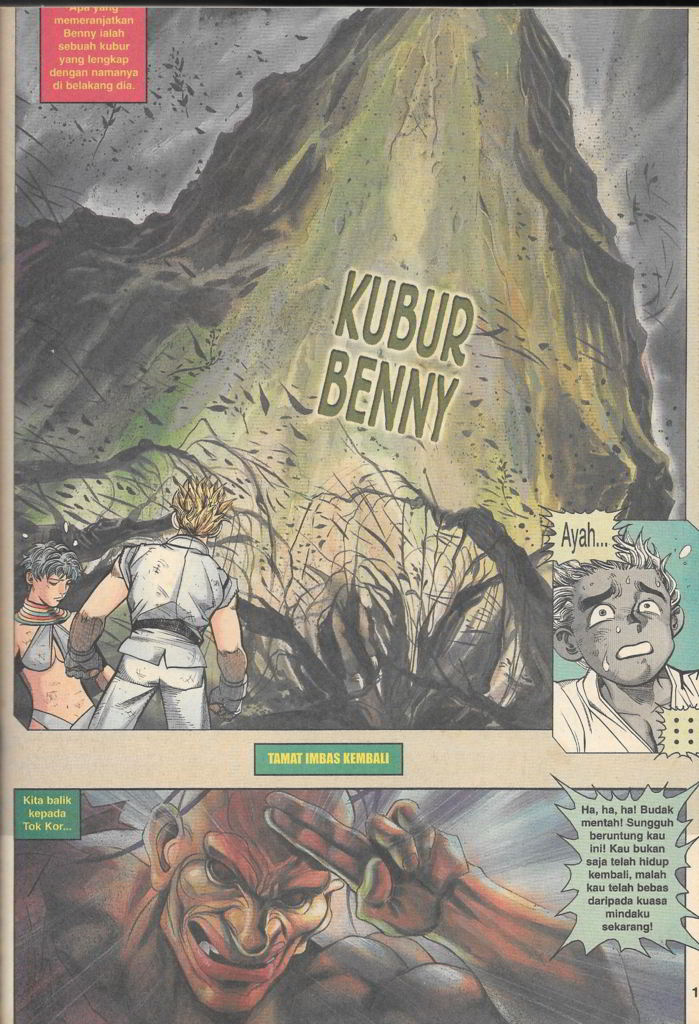 Apa yang
memeranjatkan
Benny ialah
sebuah kubur
yang lengkap
dengan namanya
di belakang dia.
KUBUR
BENNY
Ayah...
TAMAT IMBAS KEMBALI
Kita balik
kepada
Tok Kor...
Ha, ha, ha! Budak
mentah! Sungguh
beruntung kau
ini! Kau bukan
saja telah hidup
kembali, malah
kau telah bebas
daripada kuasa
mindaku
sekarang!